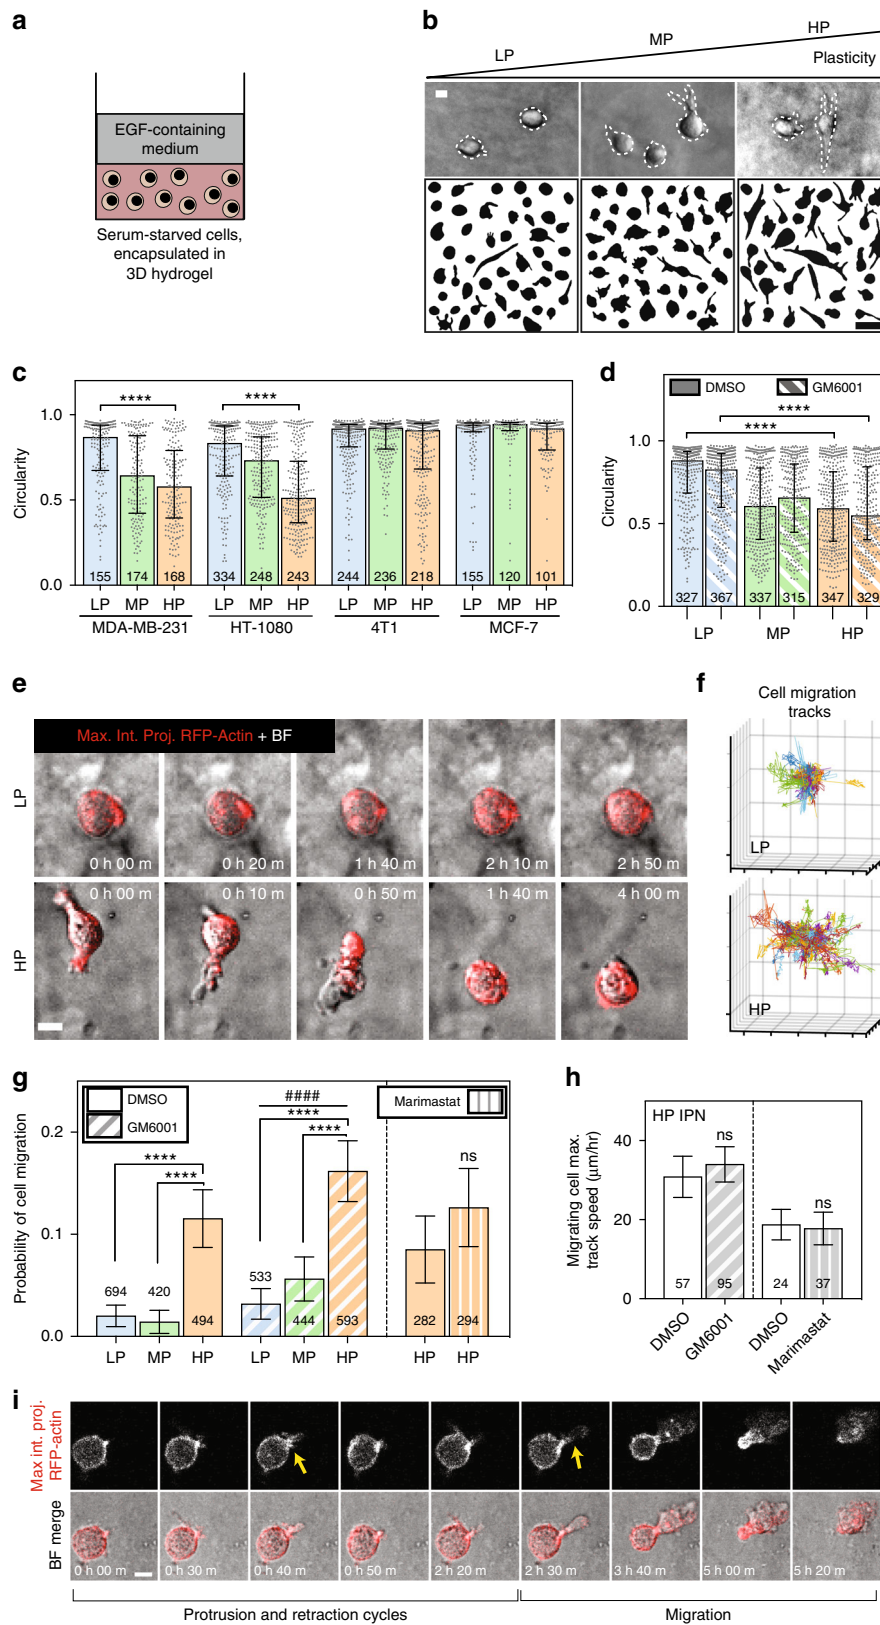 a
EGF-containing
medium
Serum-starved cells,
encapsulated in
3D hydrogel
b
LP
MP
HP
Plasticity
c
****
****
Circularity
1.0
0.5
0.0
155
174
168
334
248
243
244
236
218
155
120
101
LP MP HP LP MP HP LP MP HP LP MP HP
MDA-MB-231 HT-1080 4T1 MCF-7
d
DMSO GM6001
****
****
Circularity
1.0
0.5
0.0
327 367 337 315 347 329
LP MP HP
e
Max. Int. Proj. RFP-Actin + BF
LP
0 h 00 m
0 h 20 m
1 h 40 m
2 h 10 m
2 h 50 m
HP
0 h 00 m
0 h 10 m
0 h 50 m
1 h 40 m
4 h 00 m
f
Cell migration
tracks
LP
HP
g
DMSO
GM6001
####
****
****
****
****
Marimastat
ns
Probability of cell migration
0.2
0.1
0.0
694
420
494
533
444
593
282
294
LP MP HP LP MP HP HP HP
h
HP IPN
ns
ns
Migrating cell max.
track speed (μm/hr)
40
20
0
57
95
24
37
DMSO
GM6001
DMSO
Marimastat
i
Max int. proj.
RFP-actin
BF merge
0 h 00 m
0 h 30 m
0 h 40 m
0 h 50 m
2 h 20 m
2 h 30 m
3 h 40 m
5 h 00 m
5 h 20 m
Protrusion and retraction cycles
Migration